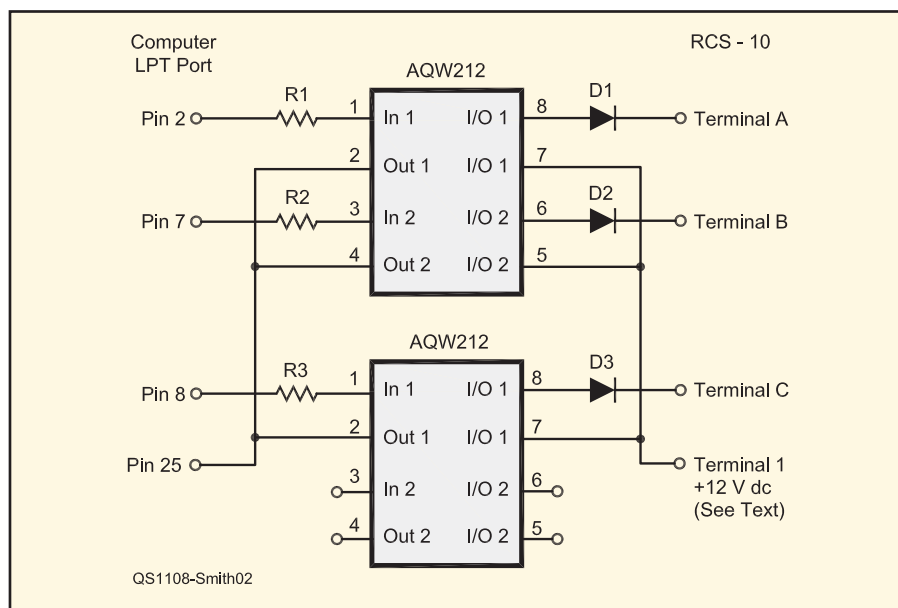 Computer
LPT Port
RCS - 10
AQW212
R1
1
In 1
I/O 1
8
D1
Pin 2
Terminal A
2
Out 1
I/O 1
7
R2
3
In 2
I/O 2
6
D2
Pin 7
Terminal B
4
Out 2
I/O 2
5
AQW212
R3
1
In 1
I/O 1
8
D3
Pin 8
Terminal C
2
Out 1
I/O 1
7
Pin 25
Terminal 1
+12 V dc
(See Text)
3
In 2
I/O 2
6
4
Out 2
I/O 2
5
QS1108-Smith02